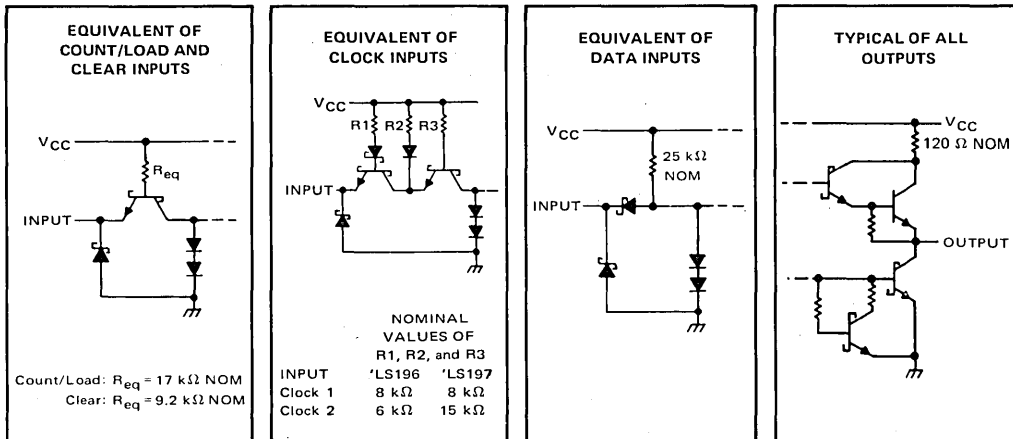 EQUIVALENT OF
COUNT/LOAD AND
CLEAR INPUTS
VCC
Req
INPUT
Count/Load: Req = 17 kΩ NOM
Clear: Req = 9.2 kΩ NOM
EQUIVALENT OF
CLOCK INPUTS
VCC
R1 R2 R3
INPUT
NOMINAL
VALUES OF
R1, R2, and R3
INPUT 'LS196 'LS197
Clock 1 8 kΩ 8 kΩ
Clock 2 6 kΩ 15 kΩ
EQUIVALENT OF
DATA INPUTS
VCC
25 kΩ
NOM
INPUT
TYPICAL OF ALL
OUTPUTS
VCC
120 Ω NOM
OUTPUT